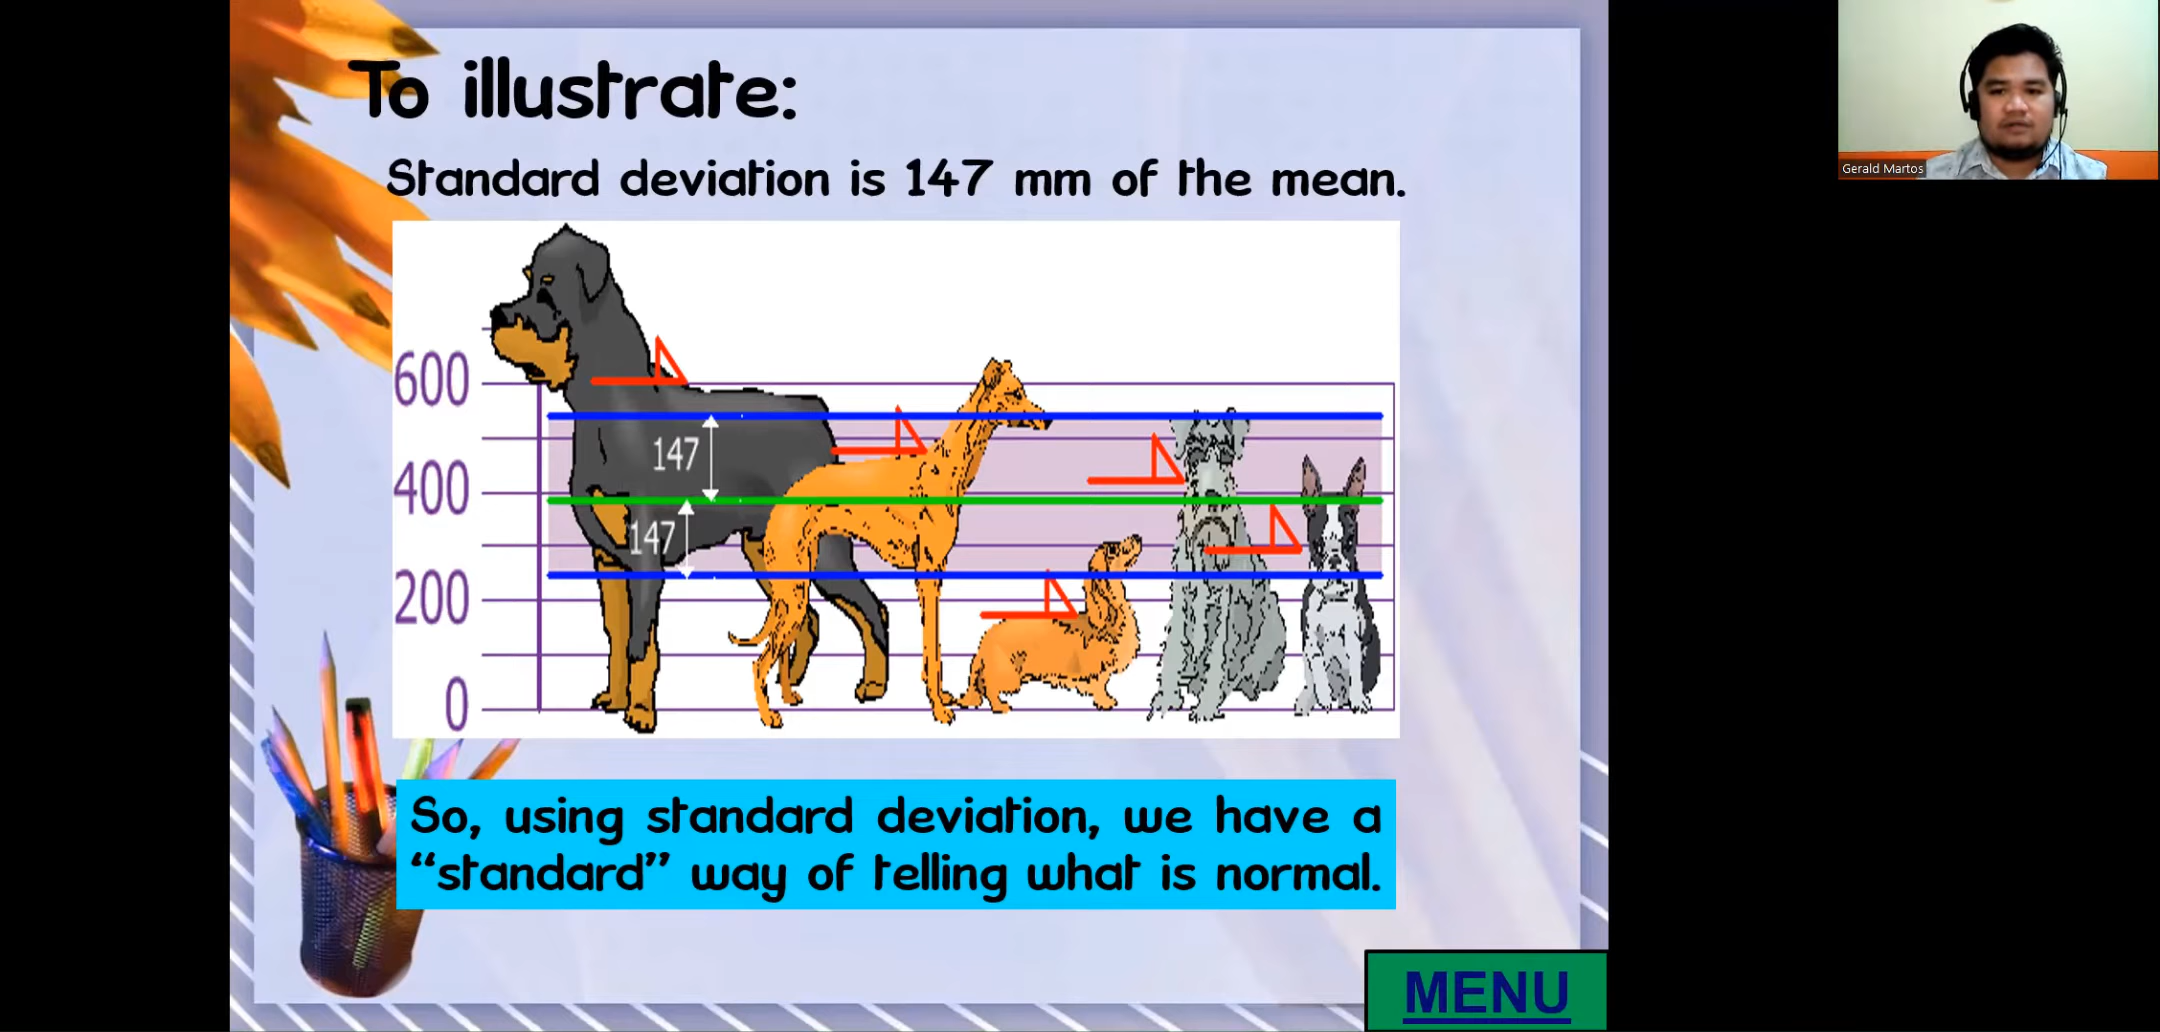 To illustrate:
Standard deviation is 147 mm of the mean.
600
400
200
0
147
147
So, using standard deviation, we have a
“standard” way of telling what is normal.
MENU
Gerald Martos